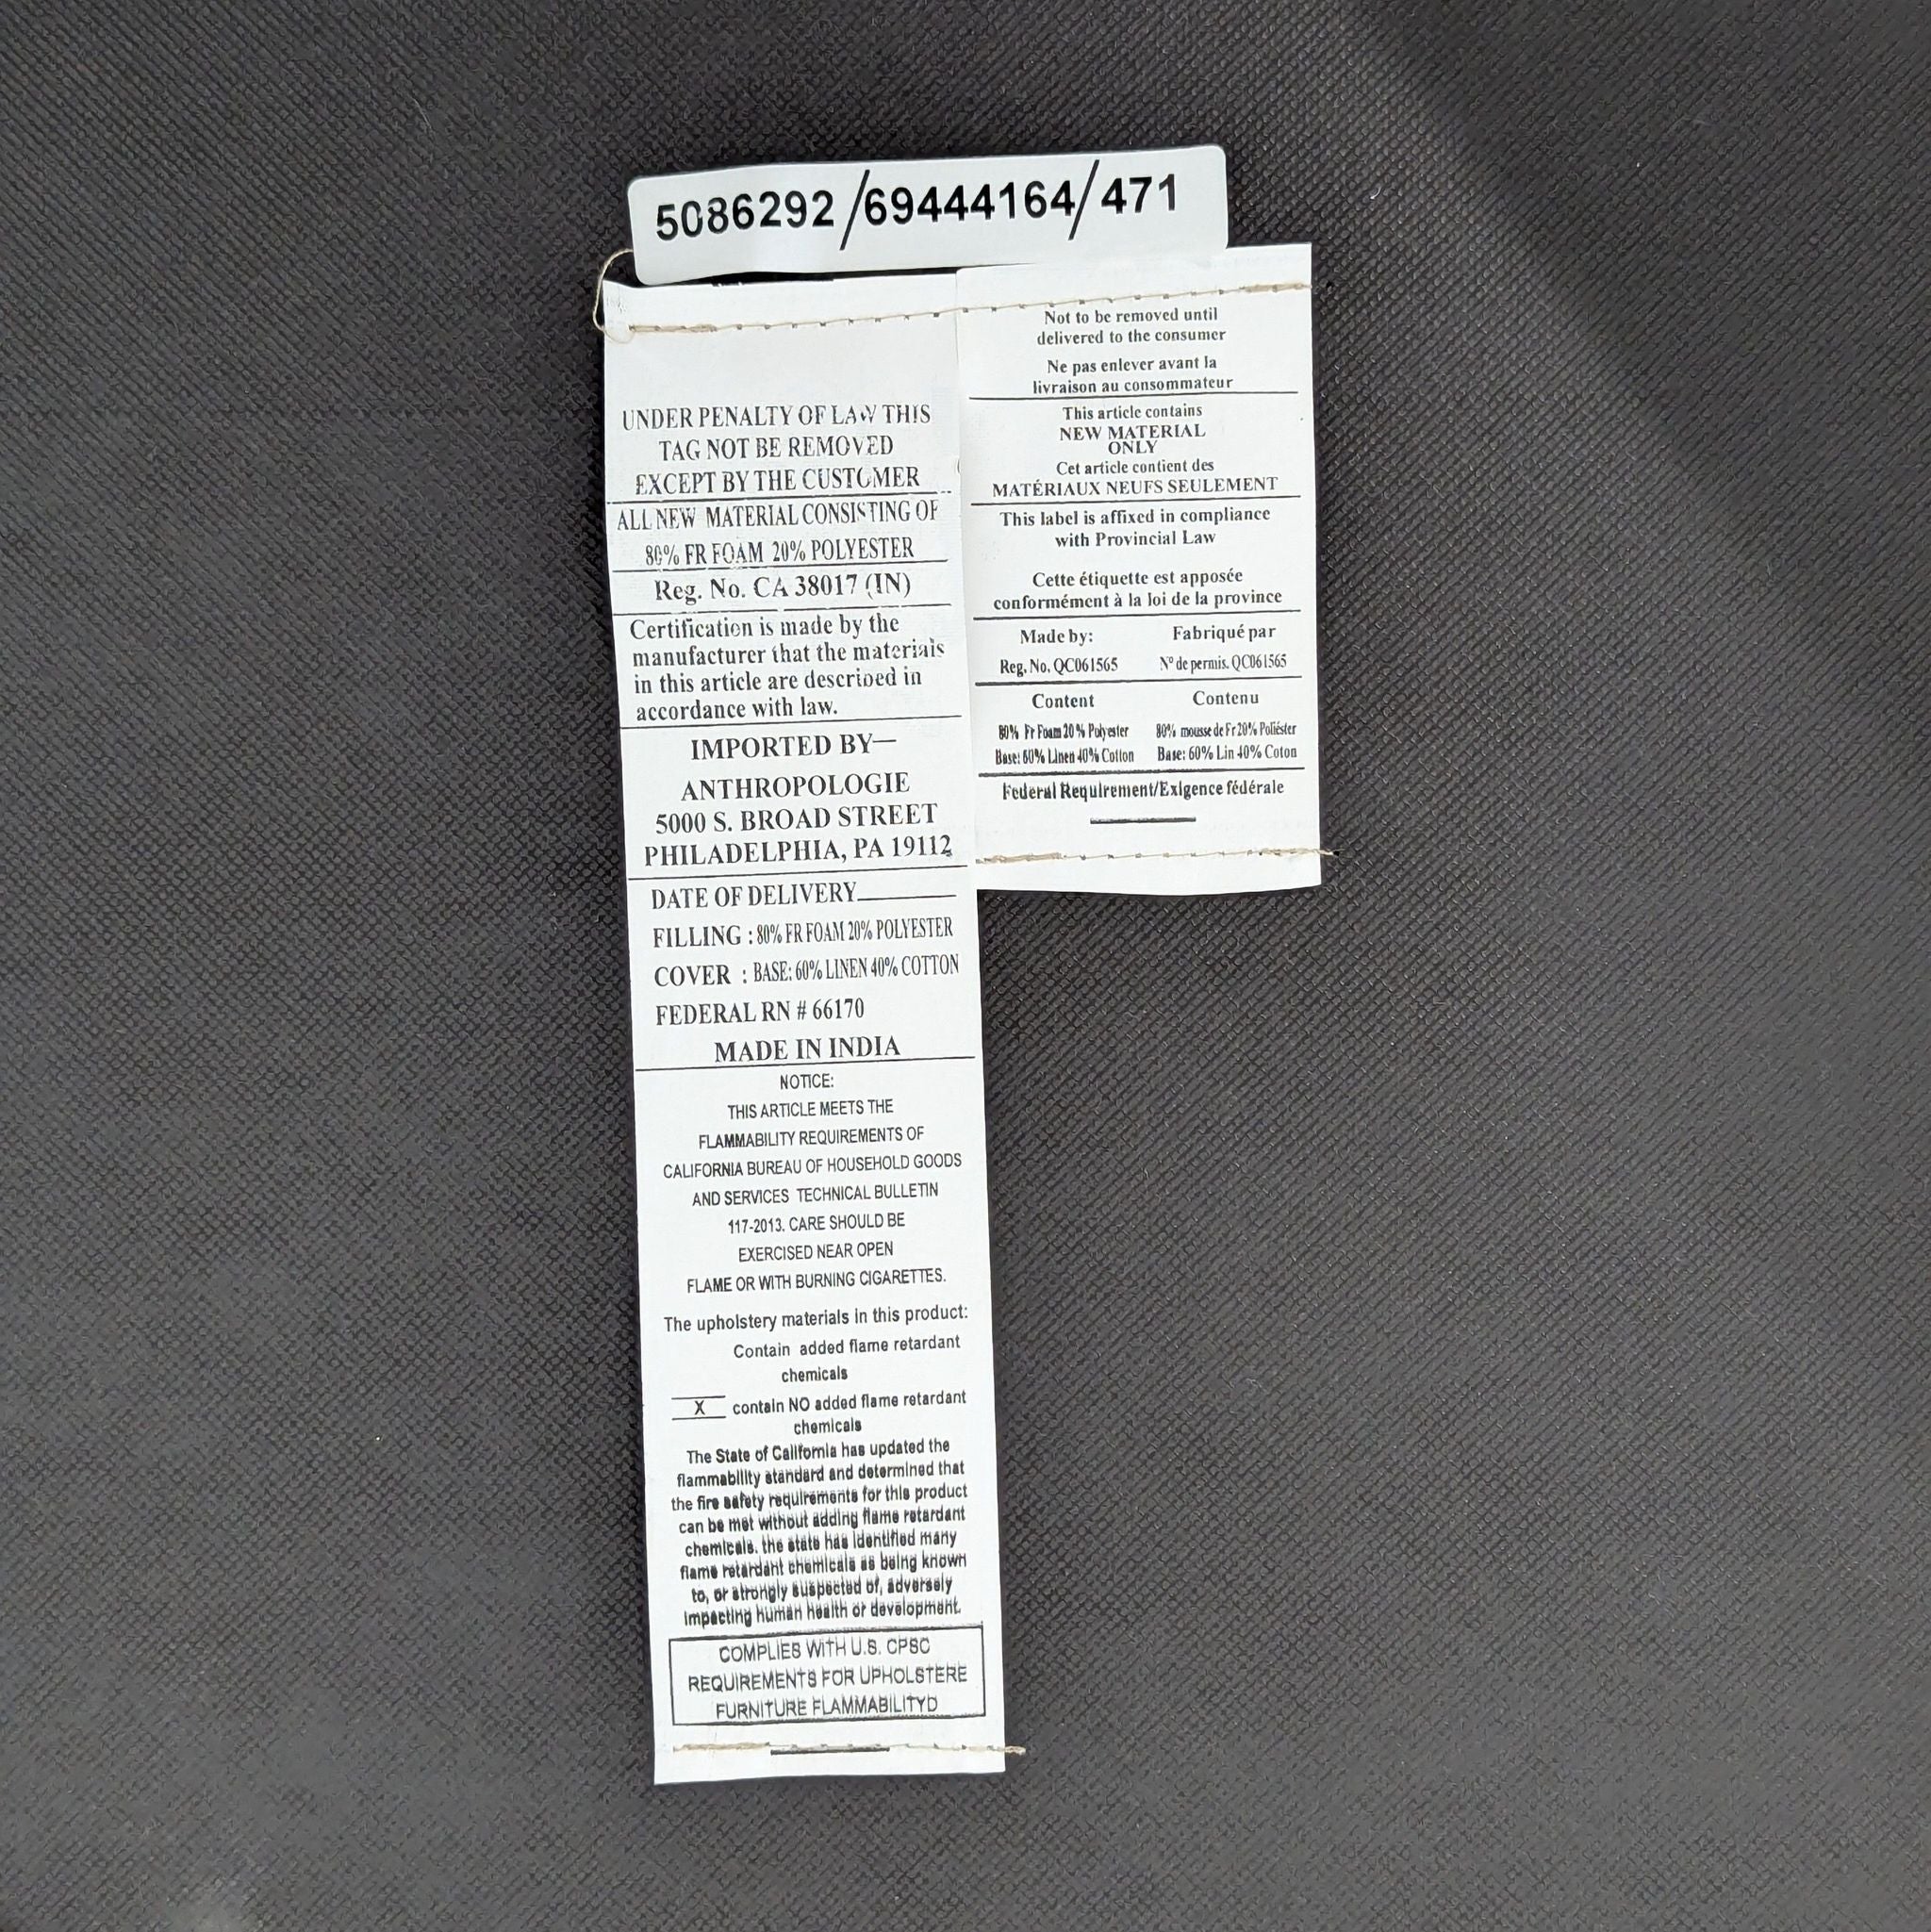 5086292/69444164/471
UNDER PENALTY OF LAW THIS
TAG NOT BE REMOVED
EXCEPT BY THE CUSTOMER
ALL NEW MATERIAL CONSISTING OF
80% FR FOAM 20% POLYESTER
Reg. No. CA 38017 (IN)
Certification is made by the
manufacturer that the materials
in this article are described in
accordance with law.
IMPORTED BY—
ANTHROPOLOGIE
5000 S. BROAD STREET
PHILADELPHIA, PA 19112
DATE OF DELIVERY
FILLING : 80% FR FOAM 20% POLYESTER
COVER : BASE: 60% LINEN 40% COTTON
FEDERAL RN # 66170
MADE IN INDIA
NOTICE:
THIS ARTICLE MEETS THE
FLAMMABILITY REQUIREMENTS OF
CALIFORNIA BUREAU OF HOUSEHOLD GOODS
AND SERVICES TECHNICAL BULLETIN
117-2013. CARE SHOULD BE
EXERCISED NEAR OPEN
FLAME OR WITH BURNING CIGARETTES.
The upholstery materials in this product:
Contain added flame retardant
chemicals
X contain NO added flame retardant
chemicals
The State of California has updated the
flammability standard and determined that
the fire safety requirements for this product
can be met without adding flame retardant
chemicals. the state has identified many
flame retardant chemicals as being known
to, or strongly suspected of, adversely
impacting human health or development.
COMPLIES WITH U.S. CPSC
REQUIREMENTS FOR UPHOLSTERE
FURNITURE FLAMMABILITYD
Not to be removed until
delivered to the consumer
Ne pas enlever avant la
livraison au consommateur
This article contains
NEW MATERIAL
ONLY
Cet article contient des
MATÉRIAUX NEUFS SEULEMENT
This label is affixed in compliance
with Provincial Law
Cette étiquette est apposée
conformément à la loi de la province
Made by: Fabriqué par
Reg. No. QC061565 N° de permis. QC061565
Content Contenu
80% Fr Foam 20% Polyester 80% mousse de Fr 20% Poliéster
Base: 60% Linen 40% Cotton Base: 60% Lin 40% Coton
Federal Requirement/Exigence fédérale